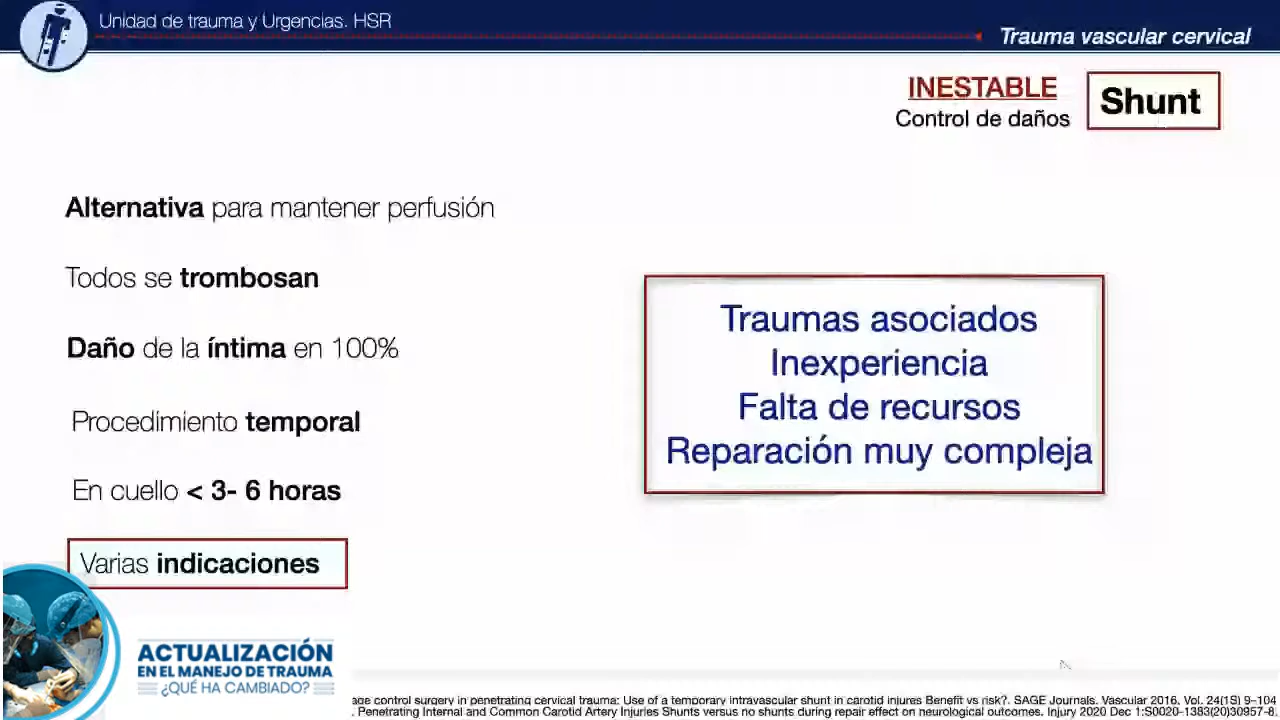 Unidad de trauma y Urgencias. HSR
Trauma vascular cervical
INESTABLE
Control de daños
Shunt
Alternativa para mantener perfusión
Todos se trombosan
Daño de la íntima en 100%
Procedimiento temporal
En cuello < 3- 6 horas
Varias indicaciones
Traumas asociados
Inexperiencia
Falta de recursos
Reparación muy compleja
ACTUALIZACIÓN
EN EL MANEJO DE TRAUMA
¿QUÉ HA CAMBIADO?
control surgery in penetrating cervical trauma: Use of a temporary intravascular shunt in carotid injures Benefit vs risk?. SAGE Journals. Vascular 2016, Vol. 24(1S) 9-104
. Penetrating Internal and Common Carotid Artery Injuries Shunts versus no shunts during repair effect on neurological outcomes. Injury 2020 Dec 1:S0020-1383(20)30957-8